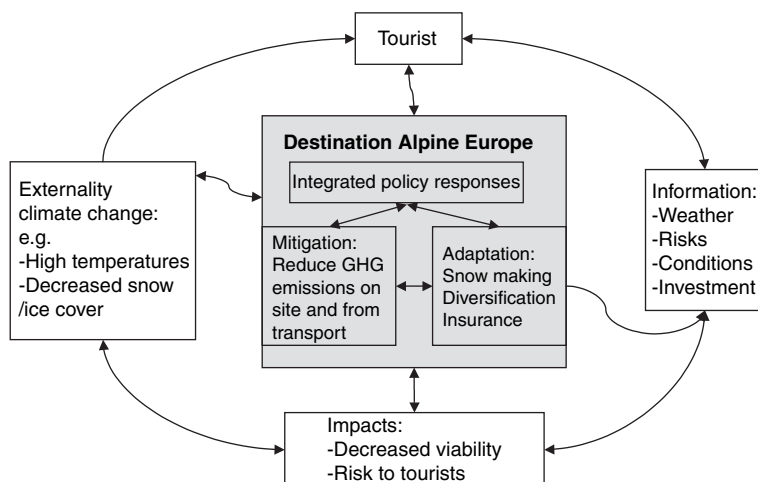 Tourist
Destination Alpine Europe
Integrated policy responses
Externality
climate change:
e.g.
-High temperatures
-Decreased snow
/ice cover
Mitigation:
Reduce GHG
emissions on
site and from
transport
Adaptation:
Snow making
Diversification
Insurance
Information:
-Weather
-Risks
-Conditions
-Investment
Impacts:
-Decreased viability
-Risk to tourists